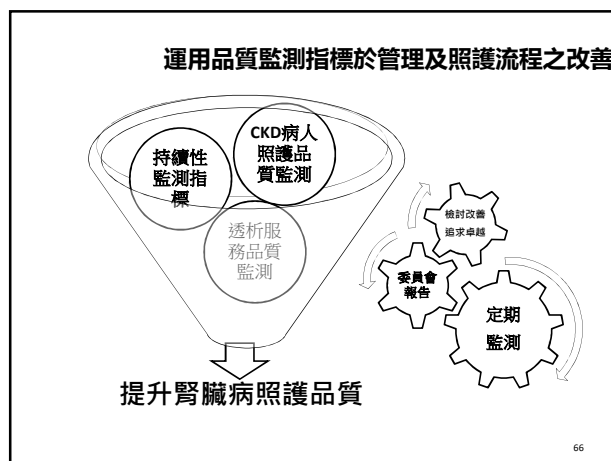 運用品質監測指標於管理及照護流程之改善
CKD病人
照護品
質監測
持續性
監測指
標
透析服
務品質
監測
提升腎臟病照護品質
檢討改善
追求卓越
委員會
報告
定期
監測
66